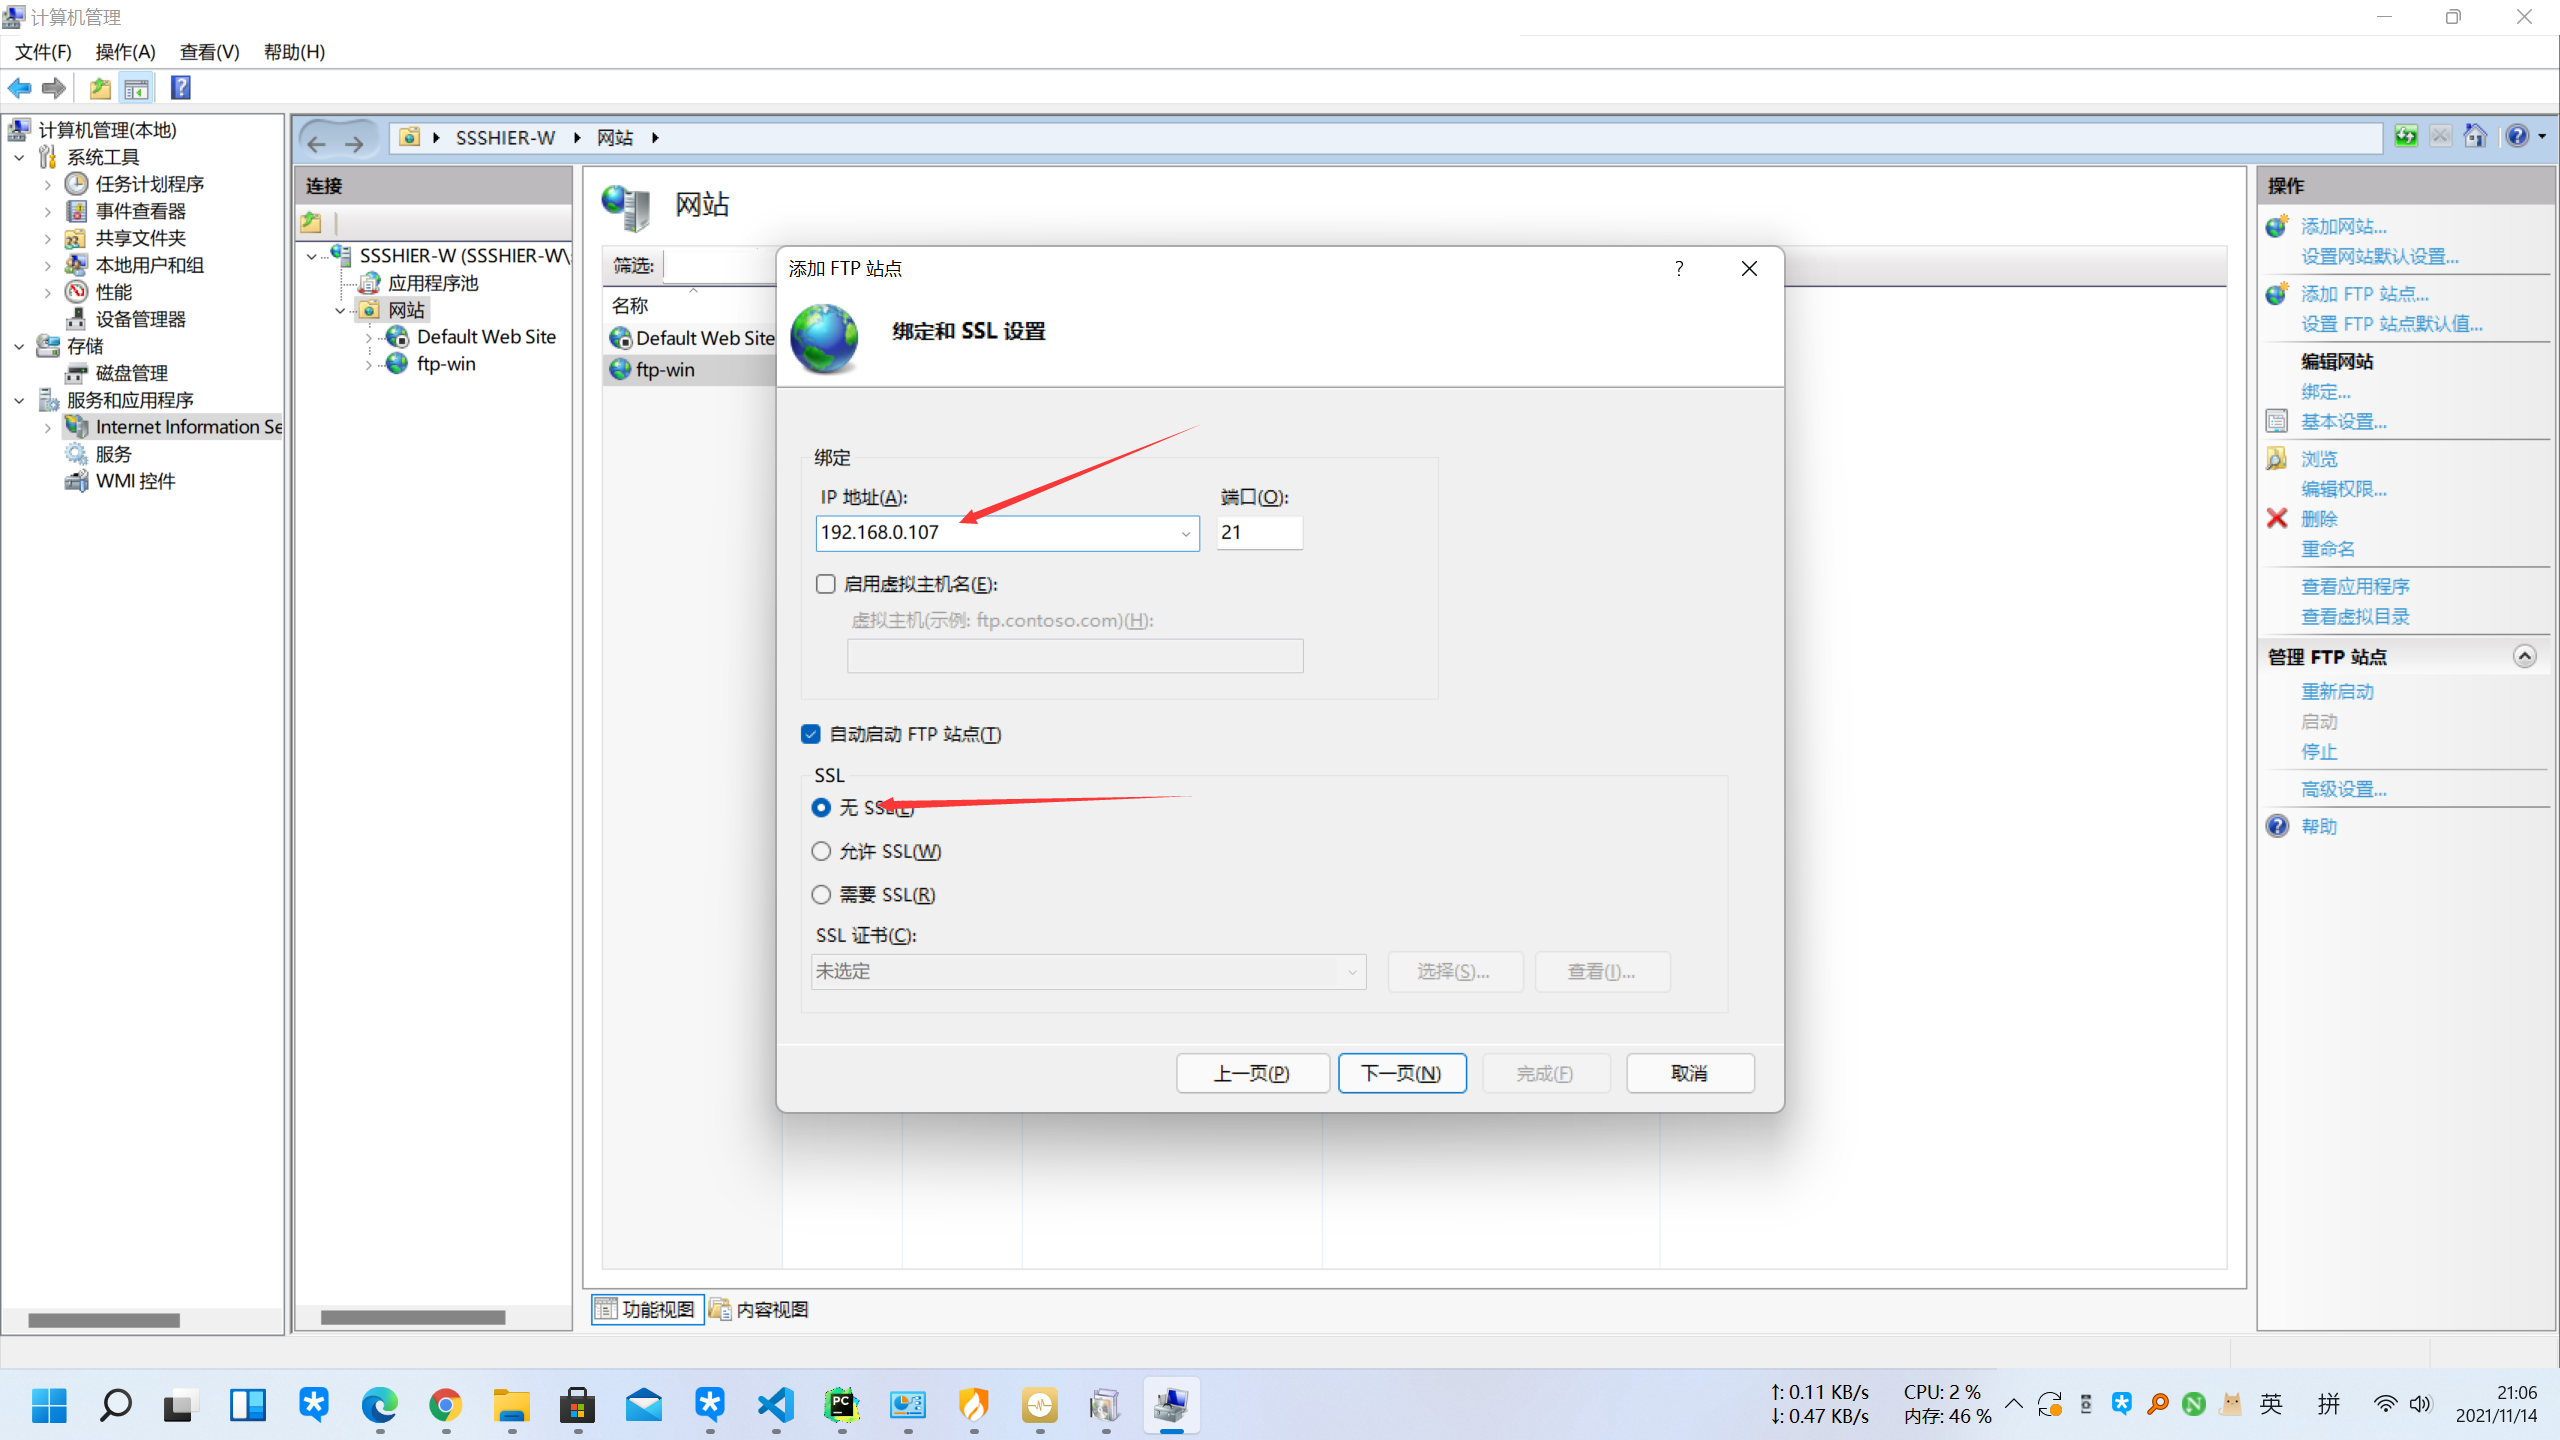 计算机管理
文件(F) 操作(A) 查看(V) 帮助(H)
计算机管理(本地)
系统工具
任务计划程序
事件查看器
共享文件夹
本地用户和组
性能
设备管理器
存储
磁盘管理
服务和应用程序
Internet Information Se
服务
WMI 控件
SSSHIER-W 网站
连接
SSSHIER-W (SSSHIER-W\
应用程序池
网站
Default Web Site
ftp-win
网站
筛选:
名称
Default Web Site
ftp-win
添加 FTP 站点
?
绑定和 SSL 设置
绑定
IP 地址(A): 端口(O):
192.168.0.107 21
启用虚拟主机名(E):
虚拟主机(示例: ftp.contoso.com)(H):
自动启动 FTP 站点(T)
SSL
无 SSL(L)
允许 SSL(W)
需要 SSL(R)
SSL 证书(C):
未选定 选择(S)... 查看(I)...
上一页(P) 下一页(N) 完成(F) 取消
功能视图 内容视图
操作
添加网站...
设置网站默认设置...
添加 FTP 站点...
设置 FTP 站点默认值...
编辑网站
绑定...
基本设置...
浏览
编辑权限...
删除
重命名
查看应用程序
查看虚拟目录
管理 FTP 站点
重新启动
启动
停止
高级设置...
帮助
↑: 0.11 KB/s CPU: 2 %
↓: 0.47 KB/s 内存: 46 %
英 拼
21:06
2021/11/14